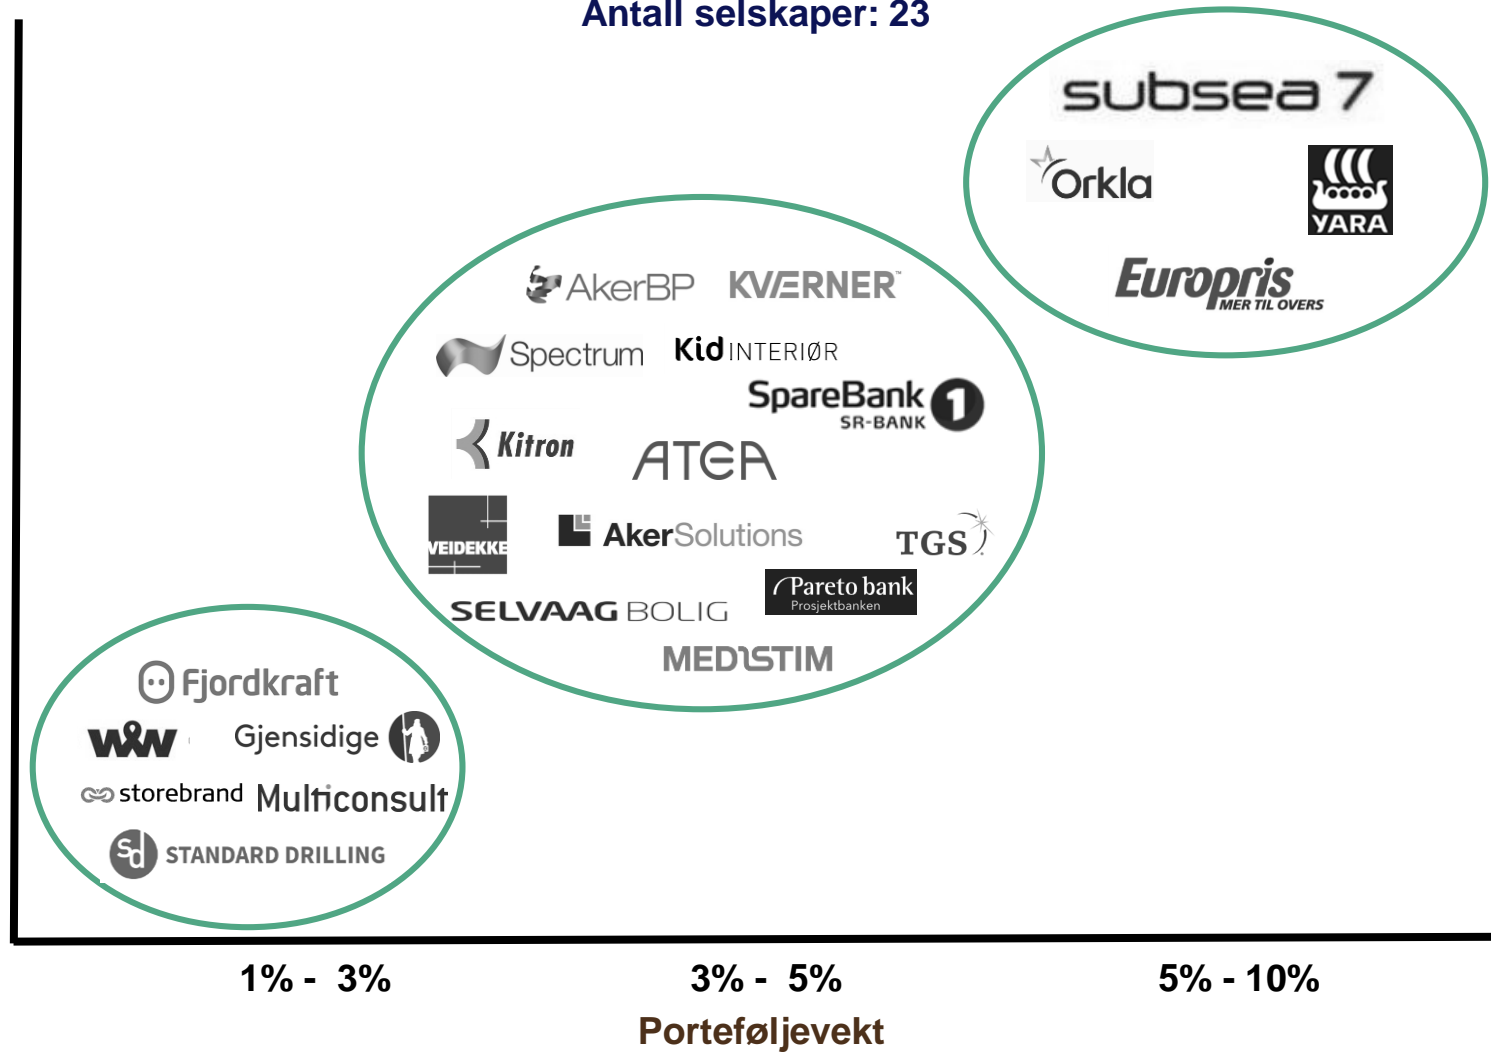 Antall selskaper: 23
subsea 7
Orkla
YARA
Europris
MER TIL OVERS
AkerBP
KVÆRNER™
Spectrum
Kid INTERIØR
SpareBank 1
SR-BANK
Kitron
ATEA
VEIDEKKE
AkerSolutions
TGS
Pareto bank
Prosjektbanken
SELVAAG BOLIG
MEDISTIM
Fjordkraft
W&W
Gjensidige
storebrand
Multiconsult
sd STANDARD DRILLING
1% - 3%
3% - 5%
5% - 10%
Porteføljevekt